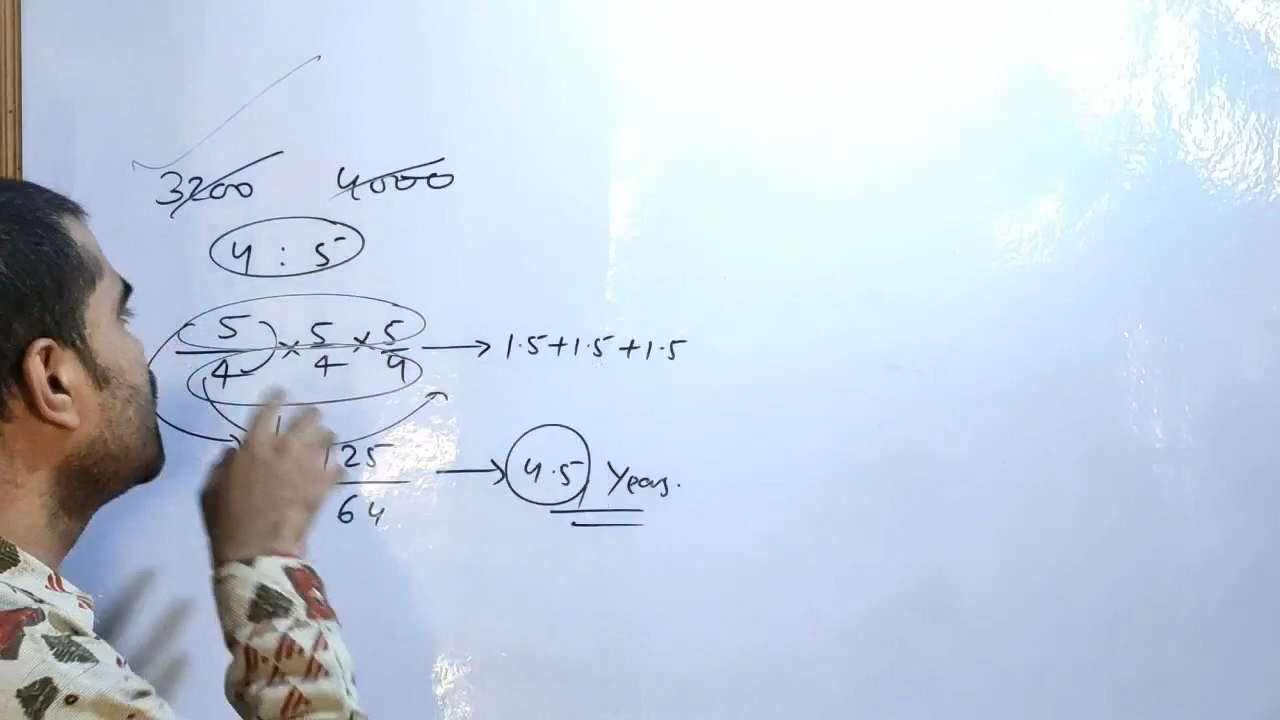 3200 4000
4 : 5
5/4 × 5/4 × 5/4 → 1.5+1.5+1.5
125/64 → 4.5 Years.